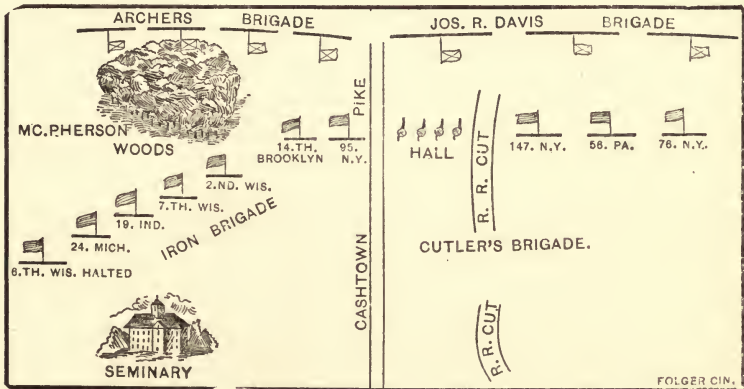 ARCHERS BRIGADE
JOS. R. DAVIS BRIGADE
MC.PHERSON
WOODS
14.TH.
BROOKLYN
95.
N.Y.
CASHTOWN PIKE
HALL
R. R. CUT
147. N.Y.
56. PA.
76. N.Y.
2.ND. WIS.
7.TH. WIS.
19. IND.
24. MICH.
6.TH. WIS. HALTED
IRON BRIGADE
CUTLER'S BRIGADE.
SEMINARY
R. R. CUT
FOLGER CIN.